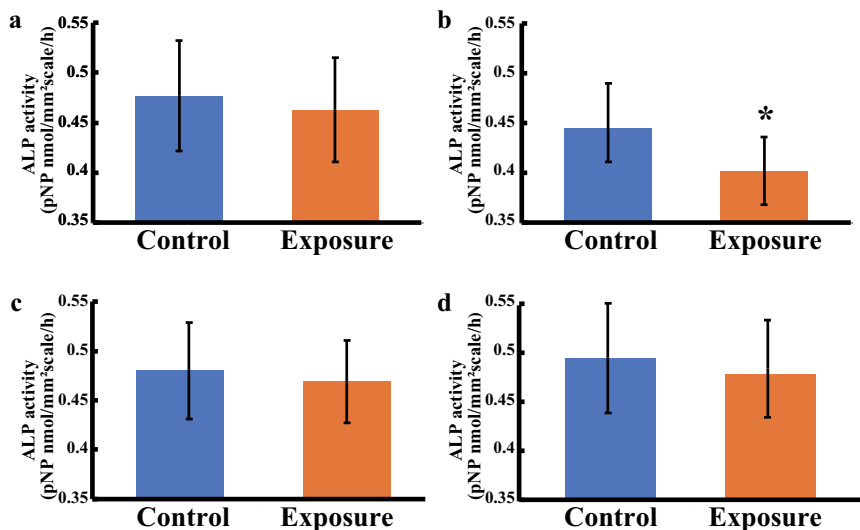 a
ALP activity
(pNP nmol/mm²scale/h)
0.55
0.5
0.45
0.4
0.35
Control Exposure
b
ALP activity
(pNP nmol/mm²scale/h)
0.55
0.5
0.45
0.4
0.35
*
Control Exposure
c
ALP activity
(pNP nmol/mm²scale/h)
0.55
0.5
0.45
0.4
0.35
Control Exposure
d
ALP activity
(pNP nmol/mm²scale/h)
0.55
0.5
0.45
0.4
0.35
Control Exposure